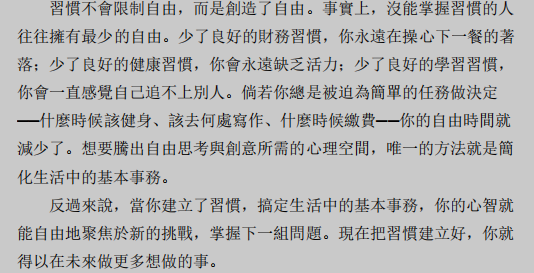 習慣不會限制自由，而是創造了自由。事實上，沒能掌握習慣的人
往往擁有最少的自由。少了良好的財務習慣，你永遠在操心下一餐的著
落；少了良好的健康習慣，你會永遠缺乏活力；少了良好的學習習慣，
你會一直感覺自己追不上別人。倘若你總是被迫為簡單的任務做決定
──什麼時候該健身、該去何處寫作、什麼時候繳費──你的自由時間就
減少了。想要騰出自由思考與創意所需的心理空間，唯一的方法就是簡
化生活中的基本事務。
反過來說，當你建立了習慣，搞定生活中的基本事務，你的心智就
能自由地聚焦於新的挑戰，掌握下一組問題。現在把習慣建立好，你就
得以在未來做更多想做的事。